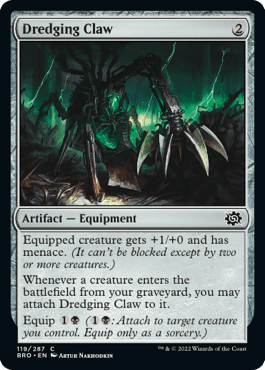 Dredging Claw 2
Artifact — Equipment
Equipped creature gets +1/+0 and has
menace. (It can't be blocked except by two
or more creatures.)
Whenever a creature enters the
battlefield from your graveyard, you may
attach Dredging Claw to it.
Equip 1 (1 : Attach to target creature
you control. Equip only as a sorcery.)
119/287 C
BRO • EN Artur Nakhodkin
™ & © 2022 Wizards of the Coast